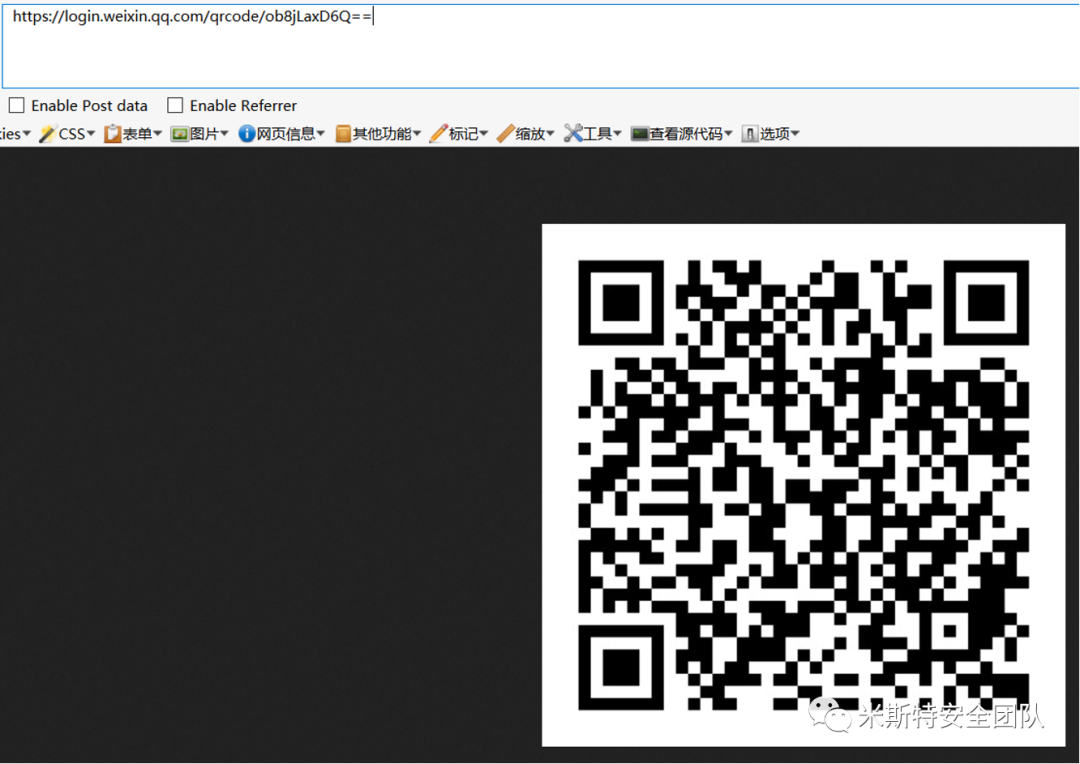 https://login.weixin.qq.com/qrcode/ob8jLaxD6Q==
Enable Post data Enable Referrer
ies CSS 表单 图片 网页信息 其他功能 标记 缩放 工具 查看源代码 选项
米斯特安全团队